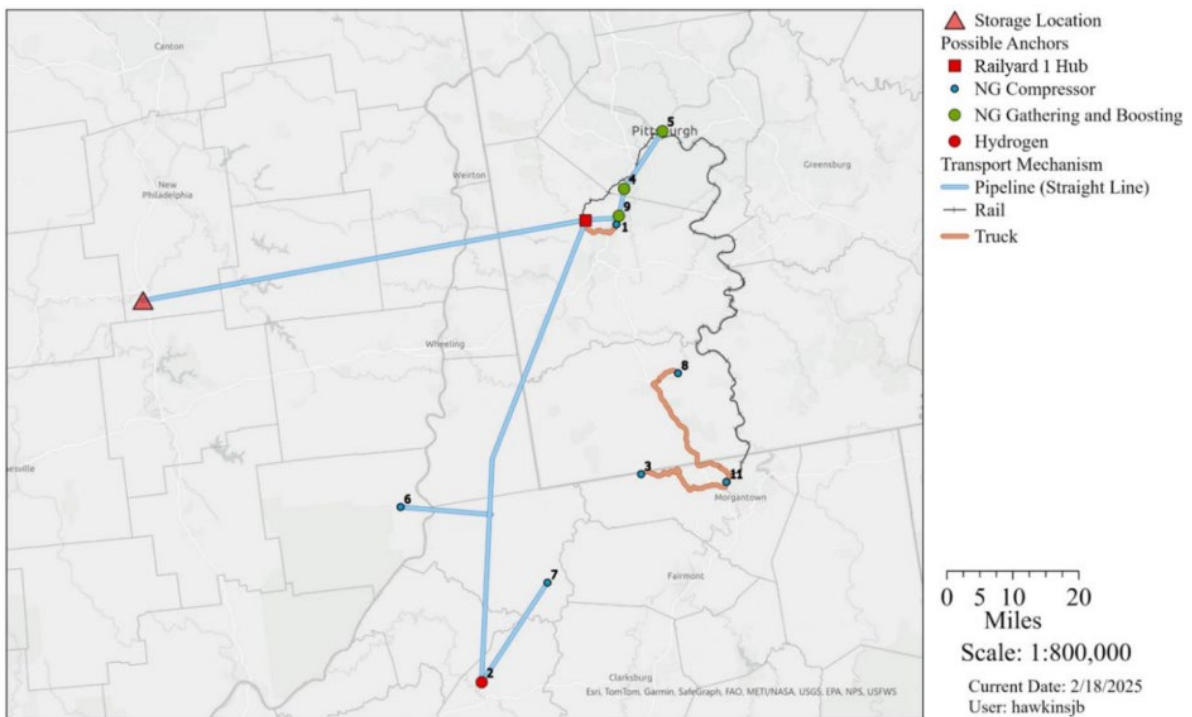 Canton
New
Philadelphia
Weirton
5
Pittsburgh
Greensburg
4
9
1
Wheeling
8
3
11
Morgantown
nesville
6
7
Fairmont
2
Clarksburg
Esri, TomTom, Garmin, SafeGraph, FAO, METI/NASA, USGS, EPA, NPS, USFWS
Storage Location
Possible Anchors
Railyard 1 Hub
NG Compressor
NG Gathering and Boosting
Hydrogen
Transport Mechanism
Pipeline (Straight Line)
Rail
Truck
0 5 10 20
Miles
Scale: 1:800,000
Current Date: 2/18/2025
User: hawkinsjb